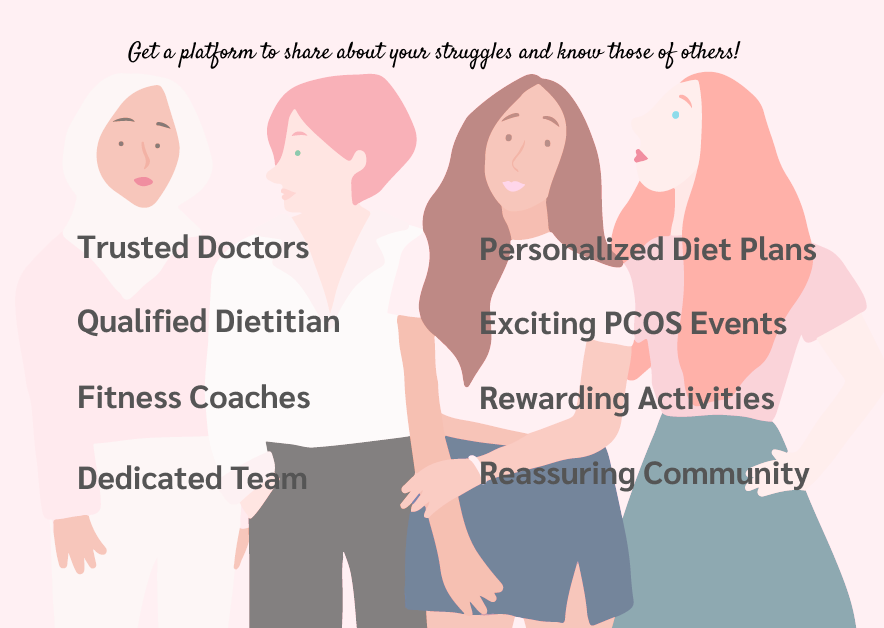 Get a platform to share about your struggles and know those of others!
Trusted Doctors
Qualified Dietitian
Fitness Coaches
Dedicated Team
Personalized Diet Plans
Exciting PCOS Events
Rewarding Activities
Reassuring Community